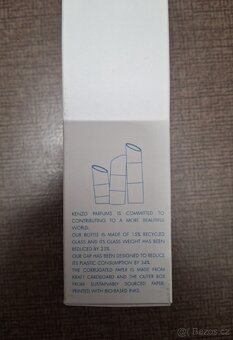 KENZO PARFUMS IS COMMITTED TO
CONTRIBUTING TO A MORE BEAUTIFUL
WORLD.
OUR BOTTLE IS MADE OF 15% RECYCLED
GLASS AND ITS GLASS WEIGHT HAS BEEN
REDUCED BY 23%.
OUR CAP HAS BEEN DESIGNED TO REDUCE
ITS PLASTIC CONSUMPTION BY 34%.
THE CORRUGATED PAPER IS MADE FROM
KRAFT CARDBOARD AND THE OUTER BOX
FROM SUSTAINABLY SOURCED PAPER,
PRINTED WITH BIO-BASED INKS.
Bazos.cz